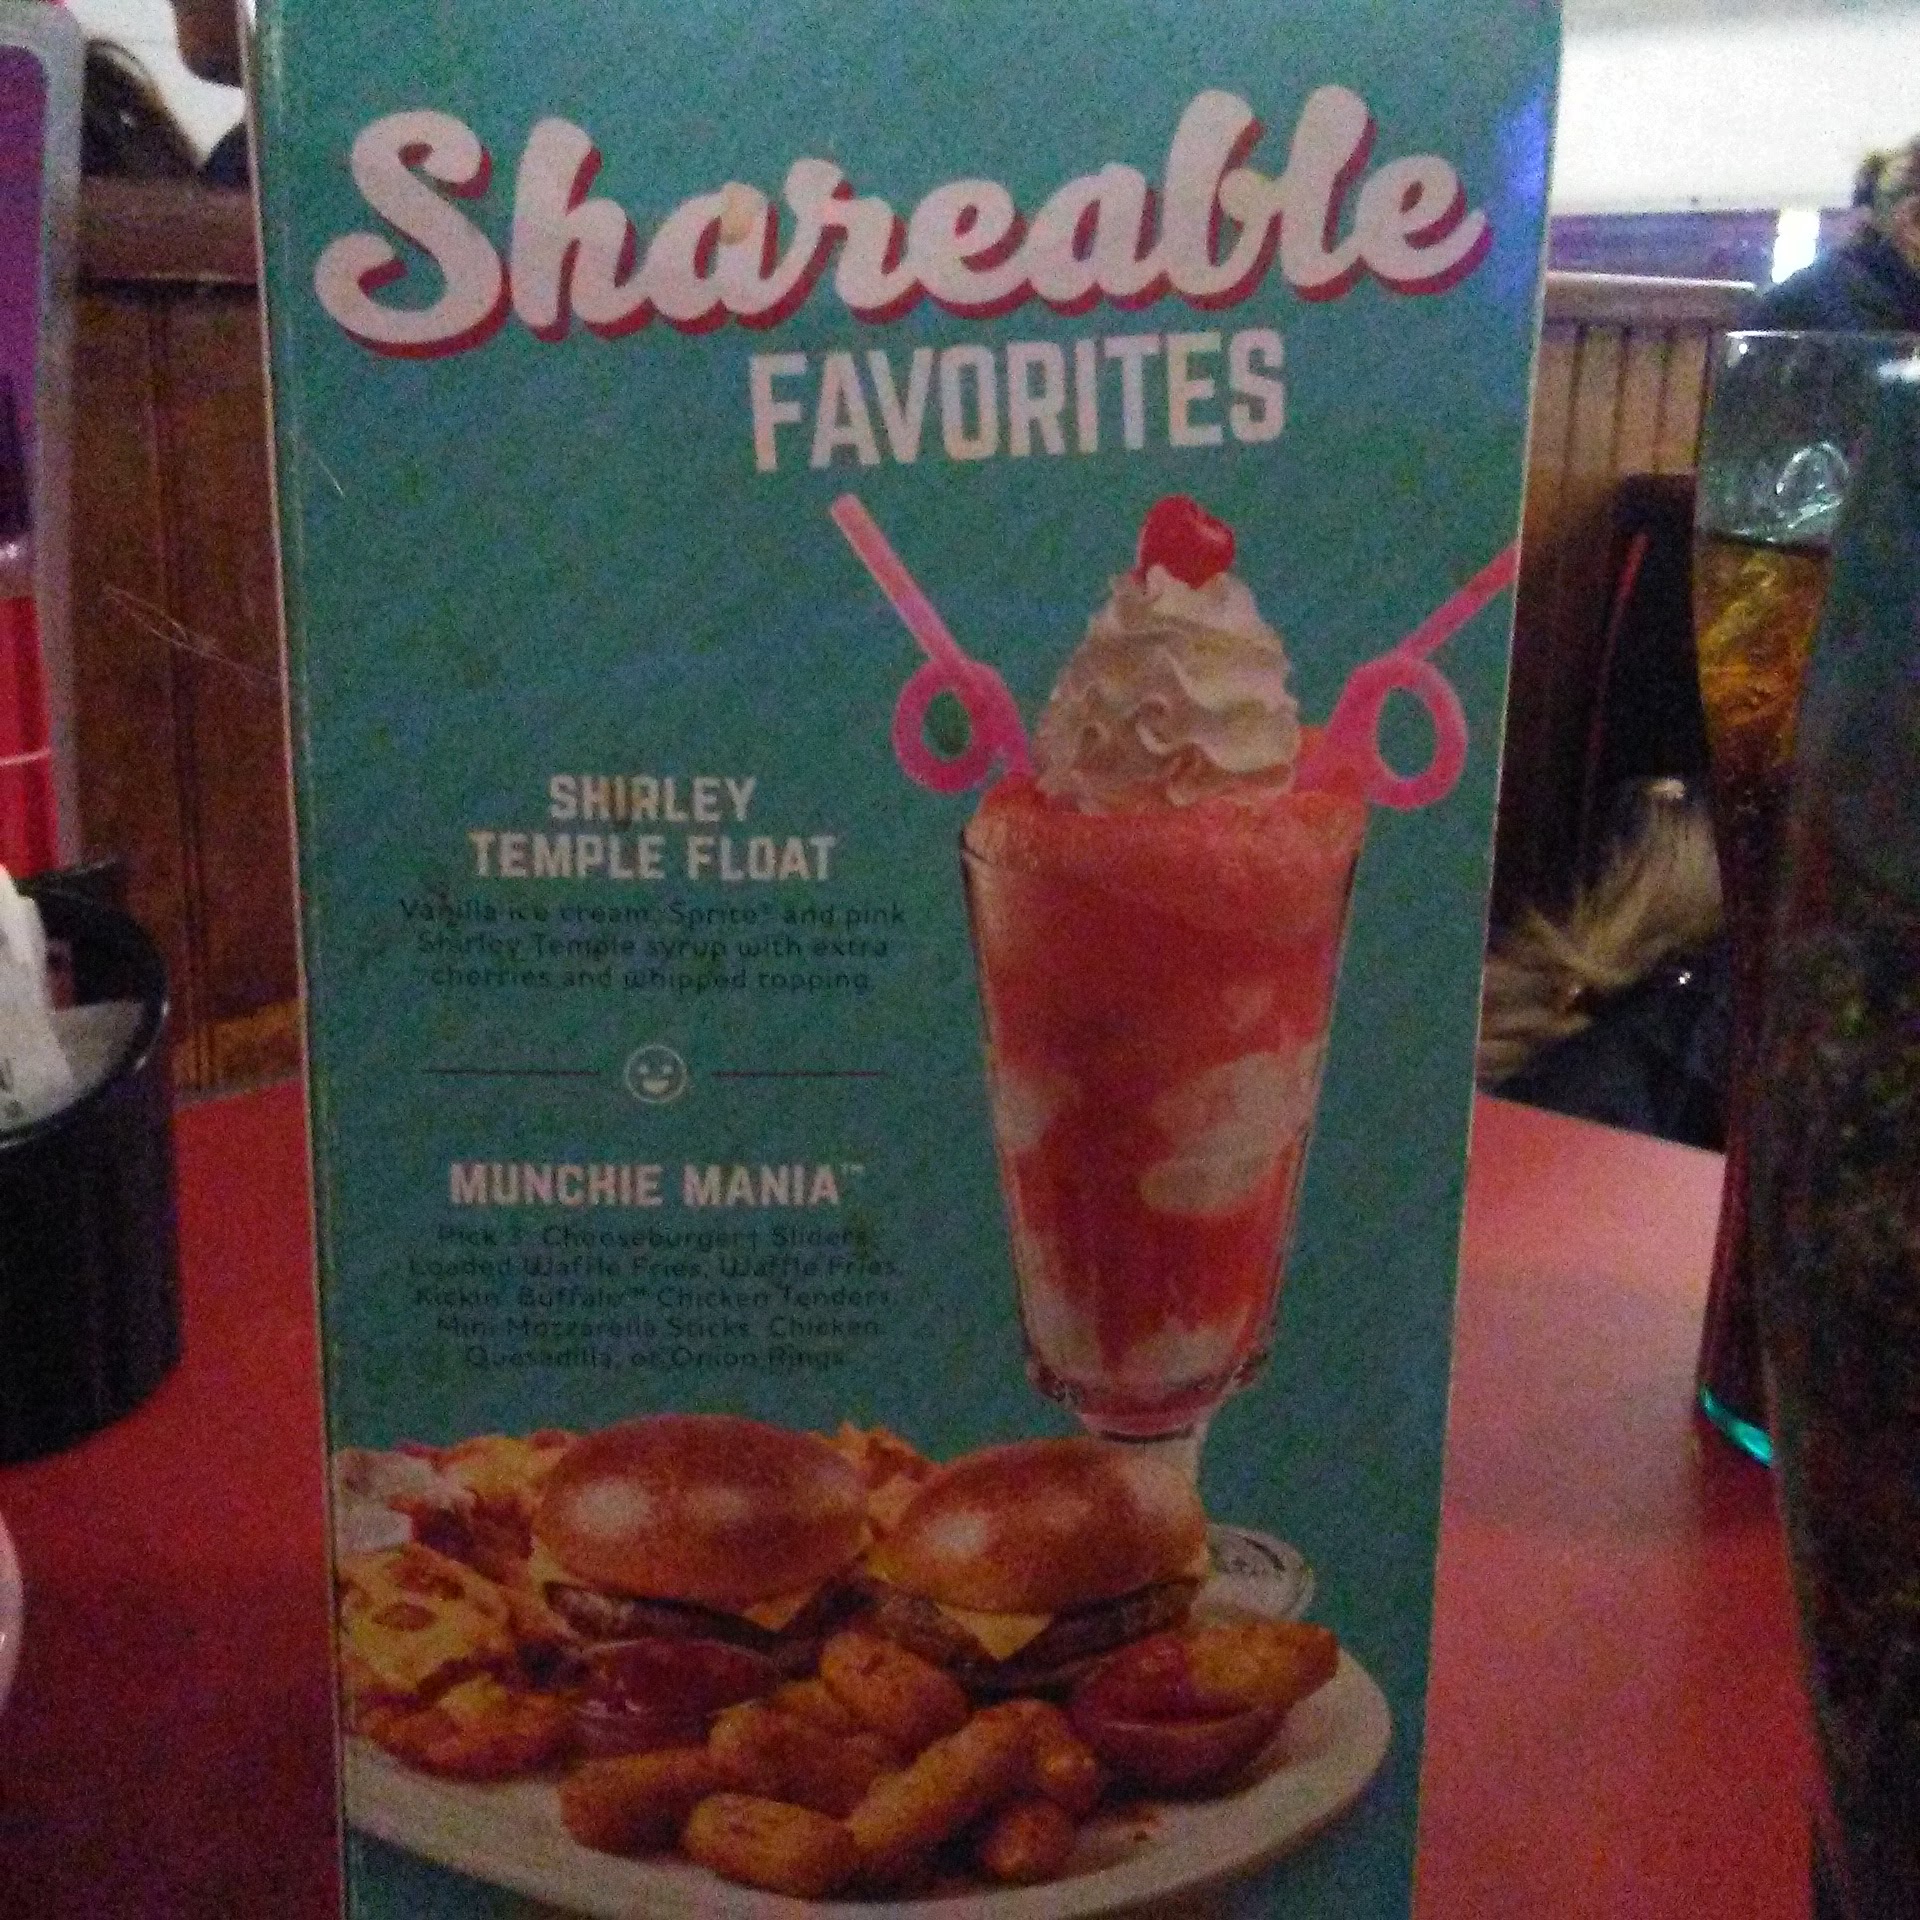 Shareable
FAVORITES
SHIRLEY
TEMPLE FLOAT
Vanilla ice cream, Sprite® and pink
Shirley Temple syrup with extra
cherries and whipped topping.
MUNCHIE MANIA™
Pick 3: Cheeseburger† Sliders,
Loaded Waffle Fries, Waffle Fries,
Kickin' Buffalo™ Chicken Tenders,
Mini Mozzarella Sticks, Chicken
Quesadilla, or Onion Rings